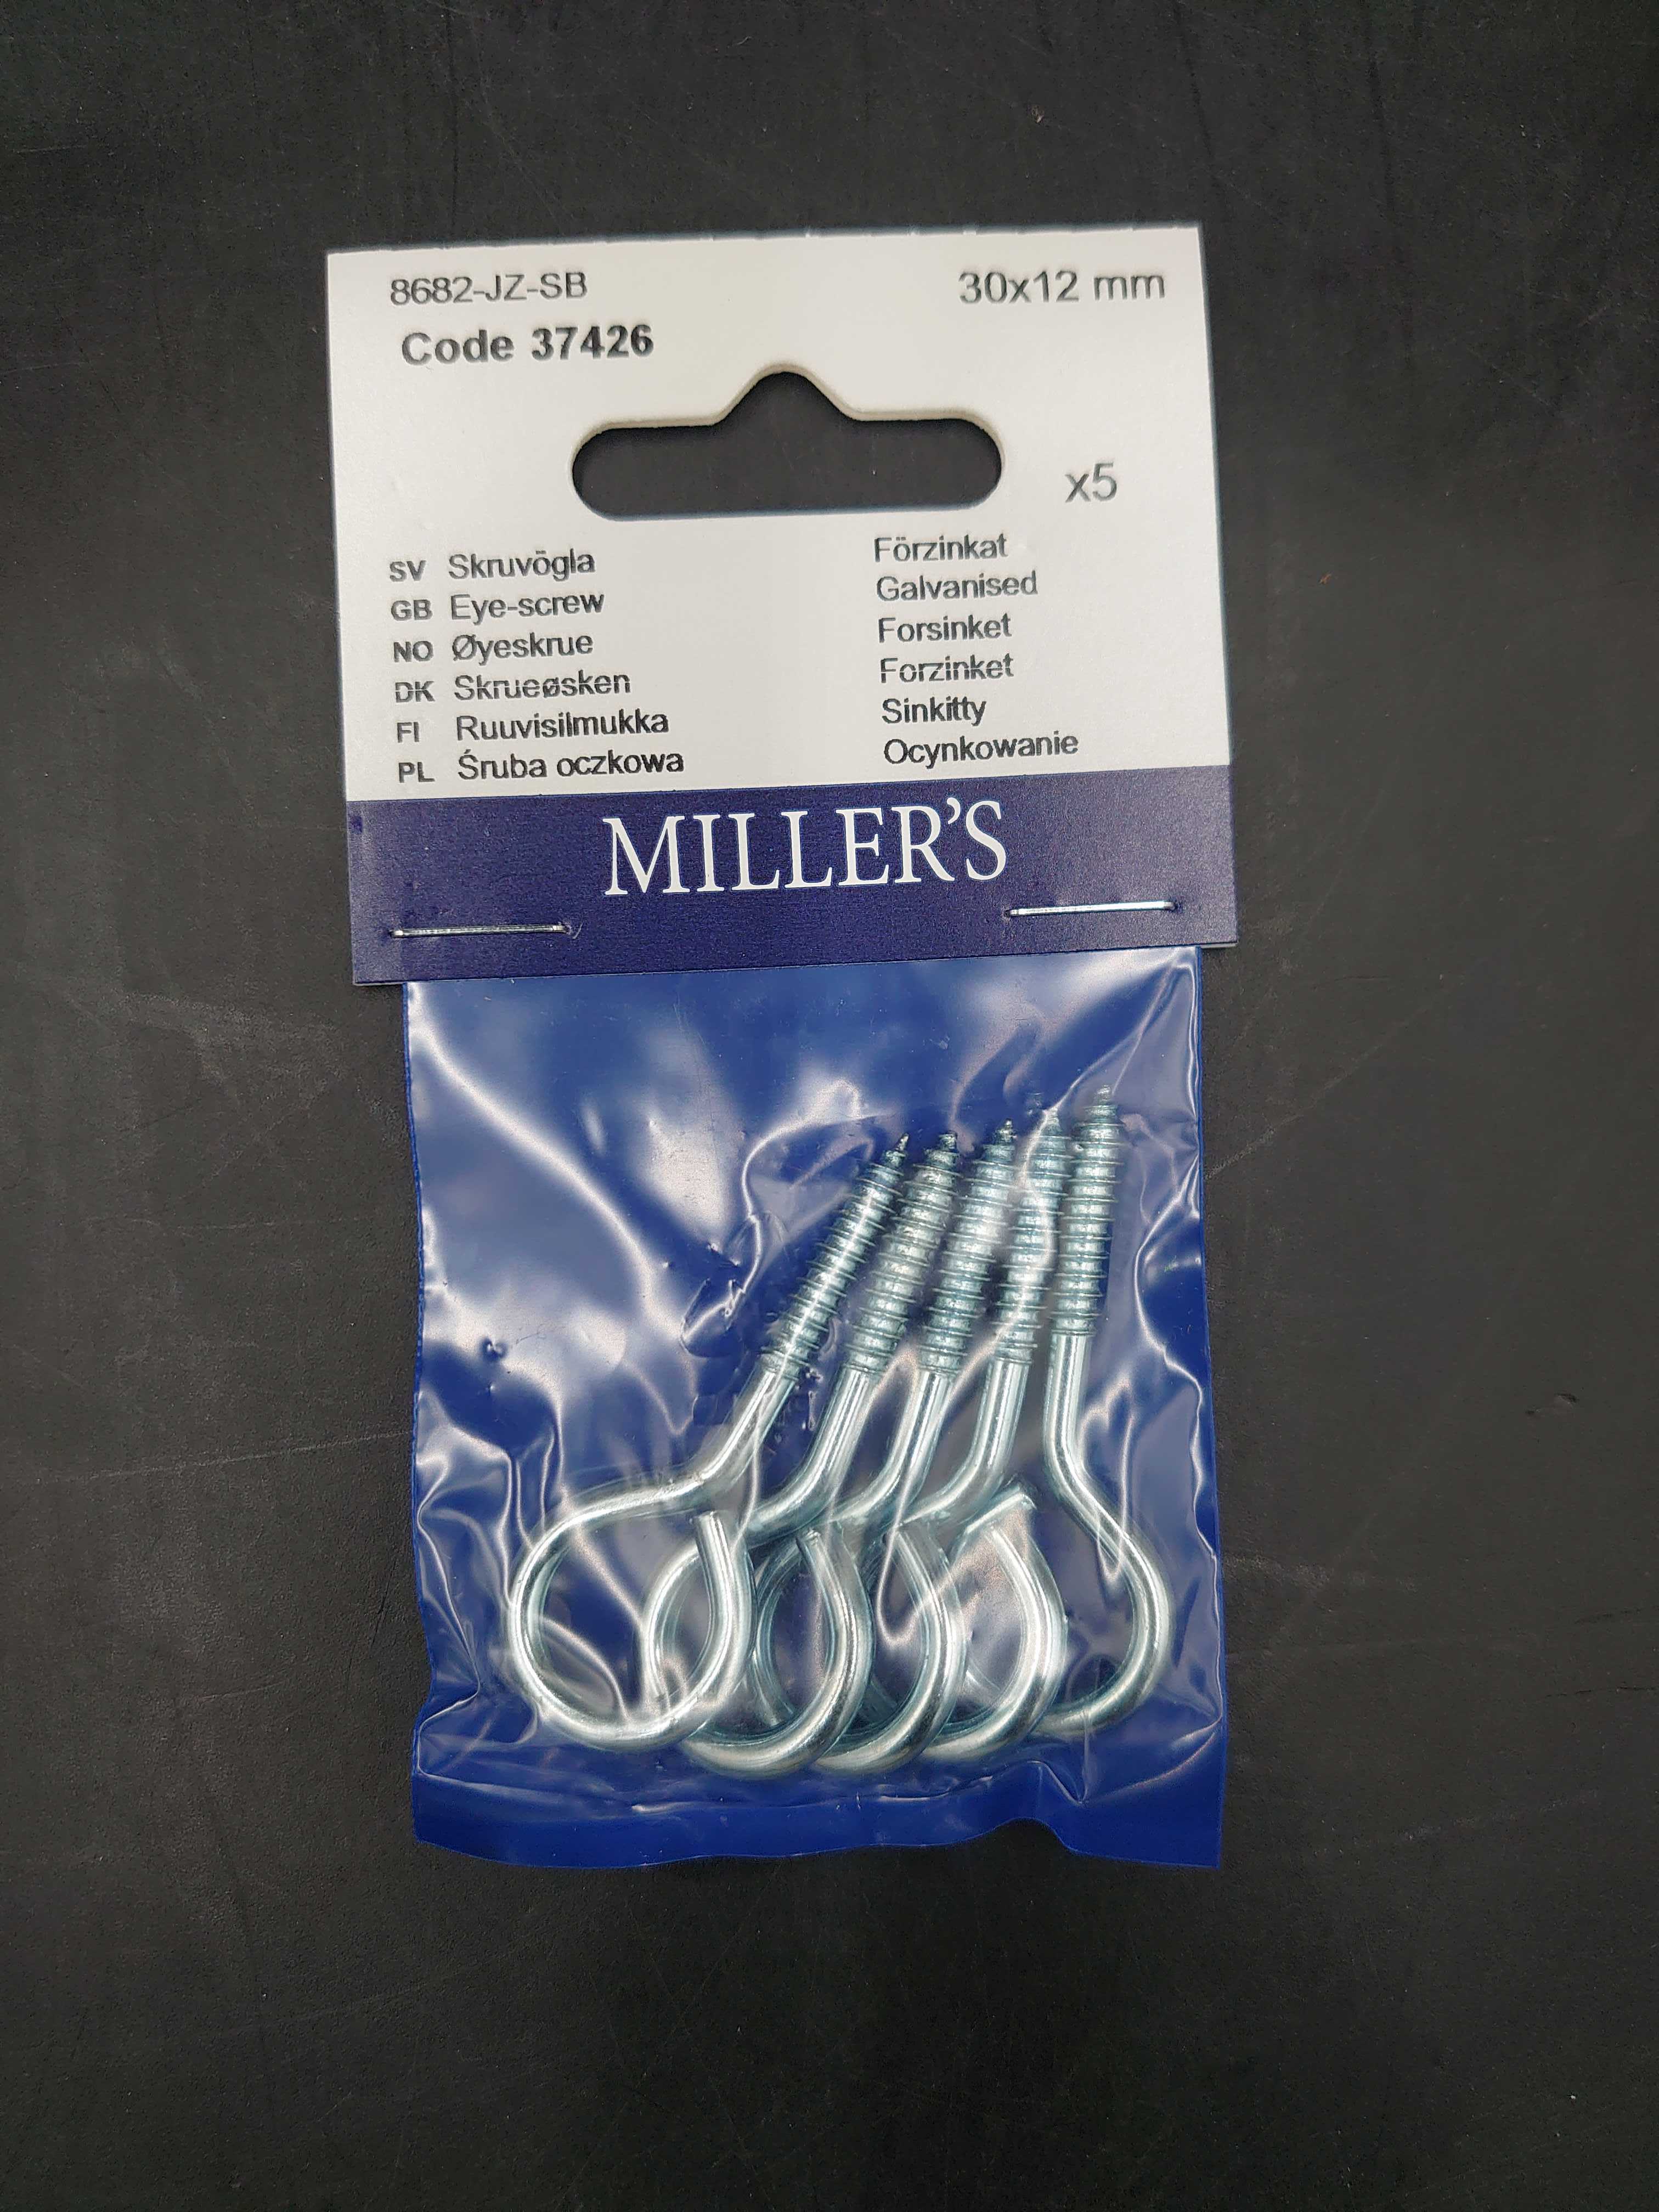 8682-JZ-SB 30x12 mm
Code 37426
x5
SV Skruvögla Förzinkat
GB Eye-screw Galvanised
NO Øyeskrue Forsinket
DK Skrueøsken Forzinket
FI Ruuvisilmukka Sinkitty
PL Śruba oczkowa Ocynkowanie
MILLER'S